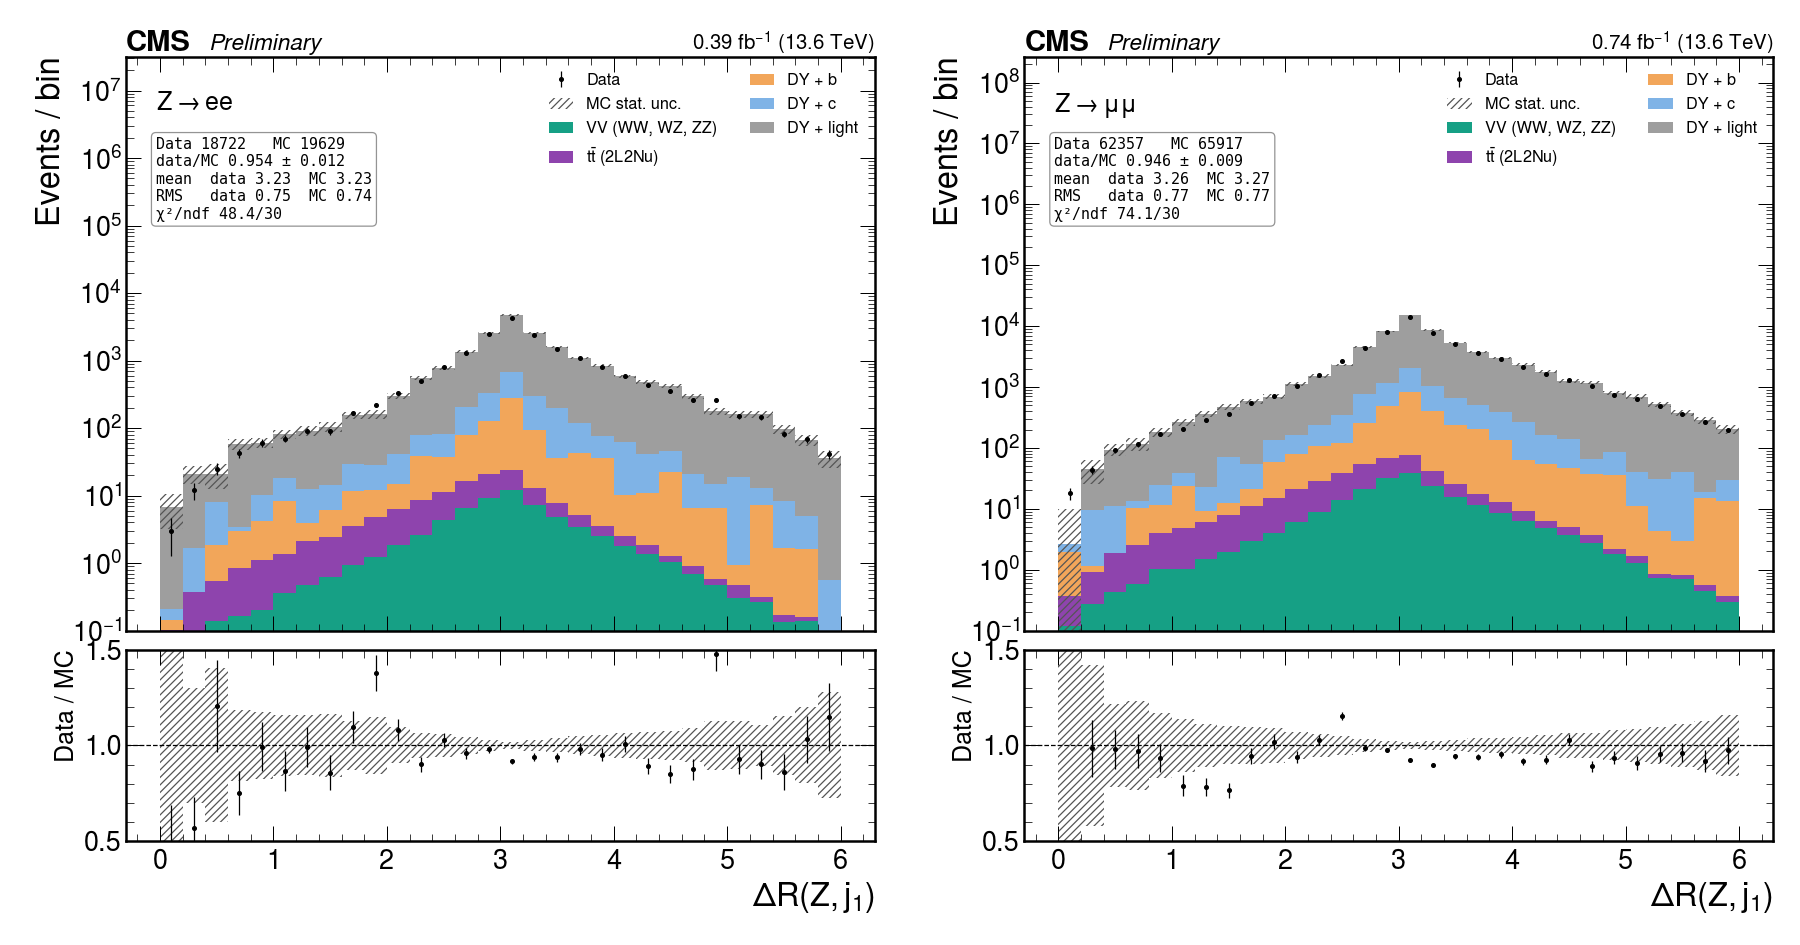 CMS Preliminary 0.39 fb⁻¹ (13.6 TeV)
Events / bin
10⁷
10⁶
10⁵
10⁴
10³
10²
10¹
10⁰
10⁻¹
Z → ee
Data 18722 MC 19629
data/MC 0.954 ± 0.012
mean data 3.23 MC 3.23
RMS data 0.75 MC 0.74
χ²/ndf 48.4/30
Data
MC stat. unc.
VV (WW, WZ, ZZ)
tt̄ (2L2Nu)
DY + b
DY + c
DY + light
Data / MC
1.5
1.0
0.5
0 1 2 3 4 5 6
ΔR(Z, j₁)
CMS Preliminary 0.74 fb⁻¹ (13.6 TeV)
Events / bin
10⁸
10⁷
10⁶
10⁵
10⁴
10³
10²
10¹
10⁰
10⁻¹
Z → μμ
Data 62357 MC 65917
data/MC 0.946 ± 0.009
mean data 3.26 MC 3.27
RMS data 0.77 MC 0.77
χ²/ndf 74.1/30
Data
MC stat. unc.
VV (WW, WZ, ZZ)
tt̄ (2L2Nu)
DY + b
DY + c
DY + light
Data / MC
1.5
1.0
0.5
0 1 2 3 4 5 6
ΔR(Z, j₁)